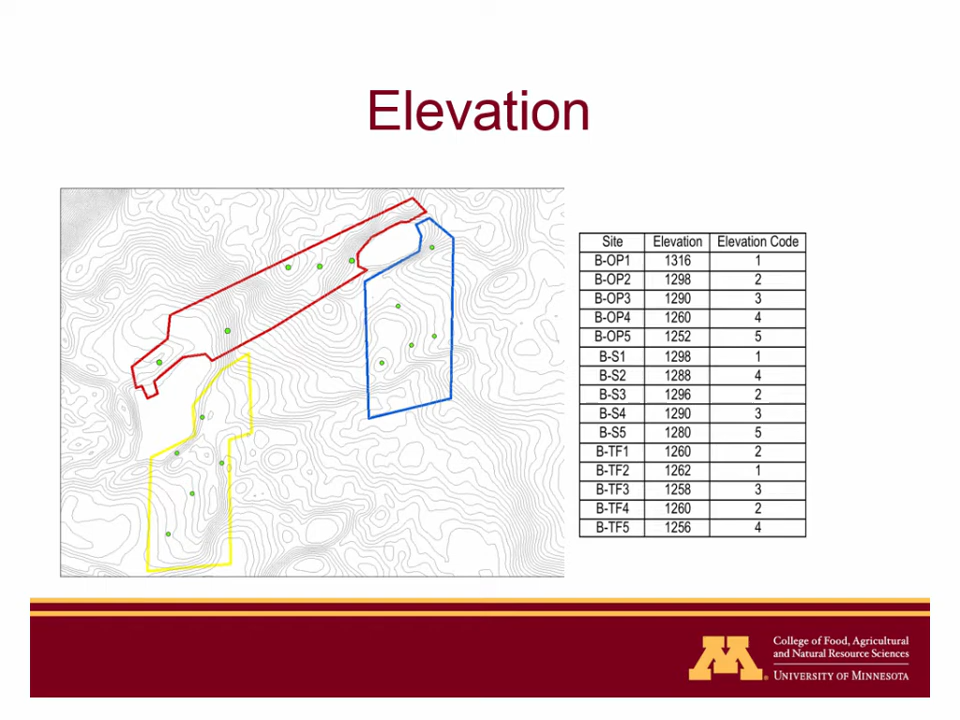 Elevation
Site Elevation Elevation Code
B-OP1 1316 1
B-OP2 1298 2
B-OP3 1290 3
B-OP4 1260 4
B-OP5 1252 5
B-S1 1298 1
B-S2 1288 4
B-S3 1296 2
B-S4 1290 3
B-S5 1280 5
B-TF1 1260 2
B-TF2 1262 1
B-TF3 1258 3
B-TF4 1260 2
B-TF5 1256 4
College of Food, Agricultural
and Natural Resource Sciences
University of Minnesota